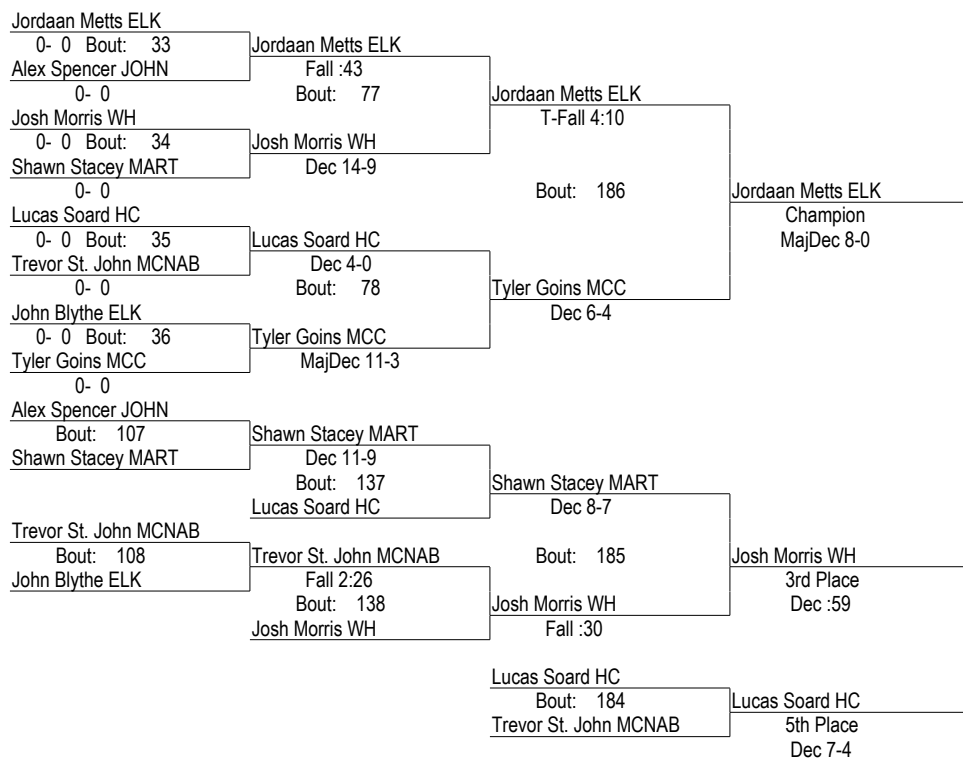 Jordaan Metts ELK
0- 0 Bout: 33
Jordaan Metts ELK
Alex Spencer JOHN
Fall :43
0- 0
Bout: 77
Jordaan Metts ELK
Josh Morris WH
T-Fall 4:10
0- 0 Bout: 34
Josh Morris WH
Shawn Stacey MART
Dec 14-9
0- 0
Bout: 186
Jordaan Metts ELK
Lucas Soard HC
Champion
0- 0 Bout: 35
Lucas Soard HC
MajDec 8-0
Trevor St. John MCNAB
Dec 4-0
0- 0
Bout: 78
Tyler Goins MCC
John Blythe ELK
Dec 6-4
0- 0 Bout: 36
Tyler Goins MCC
Tyler Goins MCC
MajDec 11-3
0- 0
Alex Spencer JOHN
Bout: 107
Shawn Stacey MART
Shawn Stacey MART
Dec 11-9
Bout: 137
Shawn Stacey MART
Lucas Soard HC
Dec 8-7
Trevor St. John MCNAB
Bout: 108
Trevor St. John MCNAB
Bout: 185
Josh Morris WH
John Blythe ELK
Fall 2:26
3rd Place
Bout: 138
Josh Morris WH
Dec :59
Josh Morris WH
Fall :30
Lucas Soard HC
Bout: 184
Lucas Soard HC
Trevor St. John MCNAB
5th Place
Dec 7-4